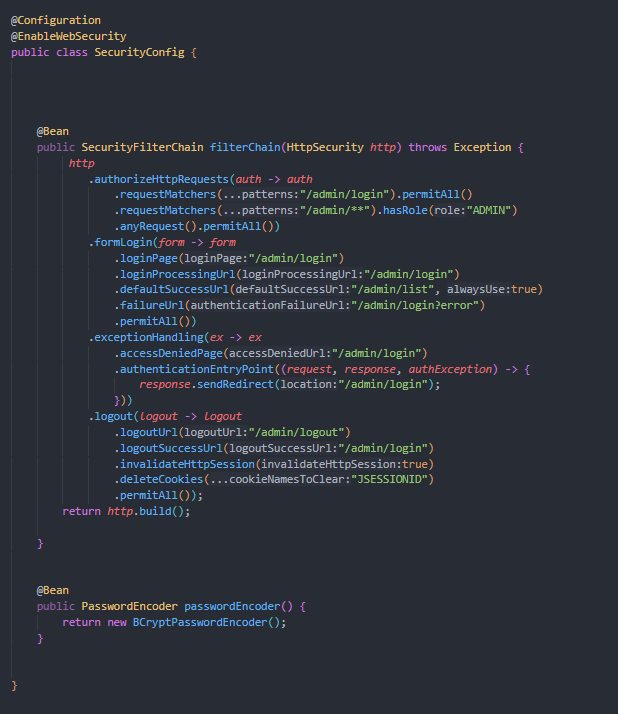 @Configuration
@EnableWebSecurity
public class SecurityConfig {
@Bean
public SecurityFilterChain filterChain(HttpSecurity http) throws Exception {
http
.authorizeHttpRequests(auth -> auth
.requestMatchers(...patterns:"/admin/login").permitAll()
.requestMatchers(...patterns:"/admin/**").hasRole(role:"ADMIN")
.anyRequest().permitAll())
.formLogin(form -> form
.loginPage(loginPage:"/admin/login")
.loginProcessingUrl(loginProcessingUrl:"/admin/login")
.defaultSuccessUrl(defaultSuccessUrl:"/admin/list", alwaysUse:true)
.failureUrl(authenticationFailureUrl:"/admin/login?error")
.permitAll())
.exceptionHandling(ex -> ex
.accessDeniedPage(accessDeniedUrl:"/admin/login")
.authenticationEntryPoint((request, response, authException) -> {
response.sendRedirect(location:"/admin/login");
}))
.logout(logout -> logout
.logoutUrl(logoutUrl:"/admin/logout")
.logoutSuccessUrl(logoutSuccessUrl:"/admin/login")
.invalidateHttpSession(invalidateHttpSession:true)
.deleteCookies(...cookieNamesToClear:"JSESSIONID")
.permitAll());
return http.build();
}
@Bean
public PasswordEncoder passwordEncoder() {
return new BCryptPasswordEncoder();
}
}